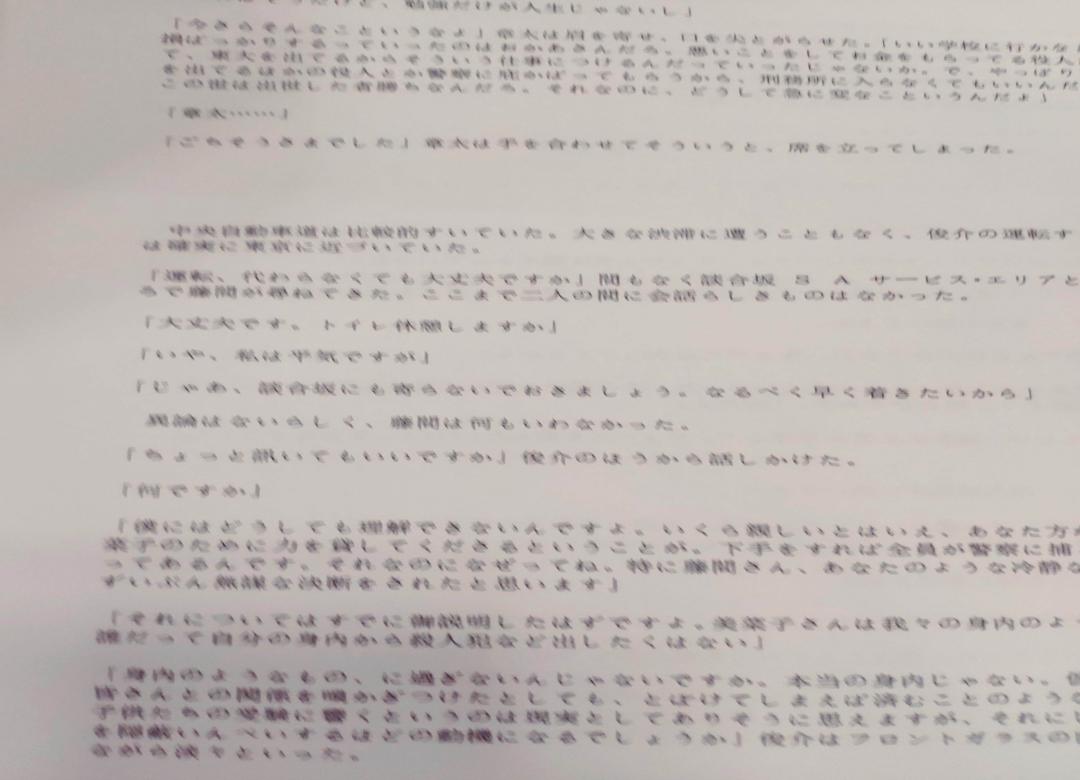 勉強だけが人生じゃないし」
「今さらそんなこというなよ」章太は眉を寄せ、口を尖とがらせた。「いい学校に行かな
損ばっかりするっていったのはおかあさんだろ。悪いことをしてお金をもらってる役人
て、東大を出てるからそういう仕事につけるんだっていったじゃないか。で、やっぱり
を出てるほかの役人とか警察に庇かばってもらうから、刑務所に入らなくてもいいんだ
この世は出世した者勝ちなんだろ。それなのに、どうして急に変なこというんだよ」
「章太……」
「ごちそうさまでした」章太は手を合わせてそういうと、席を立ってしまった。
中央自動車道は比較的すいていた。大きな渋滞に遭うこともなく、俊介の運転す
は確実に東京に近づいていた。
「運転、代わらなくても大丈夫ですか」間もなく談合坂 S A サービス・エリアと
ろで藤間が尋ねてきた。ここまで二人の間に会話らしきものはなかった。
「大丈夫です。トイレ休憩しますか」
「いや、私は平気ですが」
「じゃあ、談合坂にも寄らないでおきましょう。なるべく早く着きたいから」
異論はないらしく、藤間は何もいわなかった。
「ちょっと訊いてもいいですか」俊介のほうから話しかけた。
「何ですか」
「僕にはどうしても理解できないんですよ。いくら親しいとはいえ、あなた方が
菜子のために力を貸してくださるということが。下手をすれば全員が警察に捕
ってあるんです。それなのになぜってね。特に藤間さん、あなたのような冷静な
ずいぶん無謀な決断をされたと思います」
「それについてはすでに御説明したはずですよ。美菜子さんは我々の身内のよ
誰だって自分の身内から殺人犯など出したくはない」
「身内のようなもの、に過ぎないんじゃないですか。本当の身内じゃない。
皆さんとの関係を嗅かぎつけたとしても、とぼけてしまえば済むことのような
子供たちの受験に響くというのは現実としてありそうに思えますが、それにし
を隠蔽いんぺいするほどの動機になるでしょうか」俊介はフロントガラスの
ながら淡々といった。